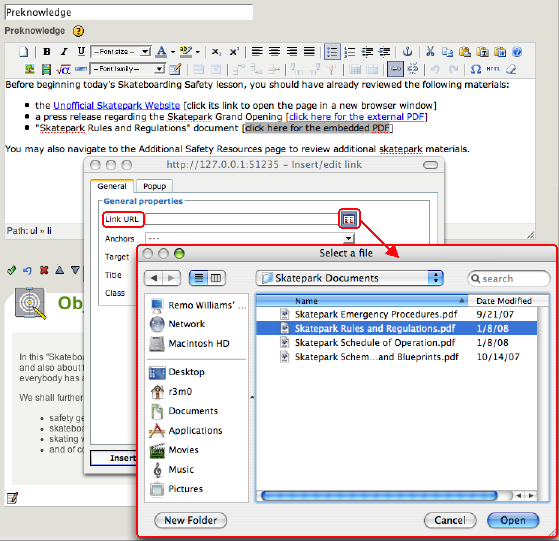 Preknowledge
Preknowledge ?
B I U --Font size-- A ab x₂ x²
--Font family-- Ω HTML
Before beginning today's Skateboarding Safety lesson, you should have already reviewed the following materials:
• the Unofficial Skatepark Website [click its link to open the page in a new browser window]
• a press release regarding the Skatepark Grand Opening [click here for the external PDF]
• "Skatepark Rules and Regulations" document [click here for the embedded PDF]
You may also navigate to the Additional Safety Resources page to review additional skatepark materials.
http://127.0.0.1:51235 – Insert/edit link
General Popup
General properties
Link URL
Path: ul » li
Anchors ---
Target
Title
Class
Insert
Obj
In this "Skateboa
and also about t
everybody has a
We shall further
• safety ge
• skateboa
• skating v
• and of co
Select a file
Skatepark Documents
search
Name Date Modified
Remo Williams' ...
Network
Macintosh HD
Desktop
r3m0
Documents
Applications
Movies
Music
Pictures
Skatepark Emergency Procedures.pdf 9/21/07
Skatepark Rules and Regulations.pdf 1/8/08
Skatepark Schedule of Operation.pdf 1/8/08
Skatepark Schem...and Blueprints.pdf 10/14/07
New Folder Cancel Open